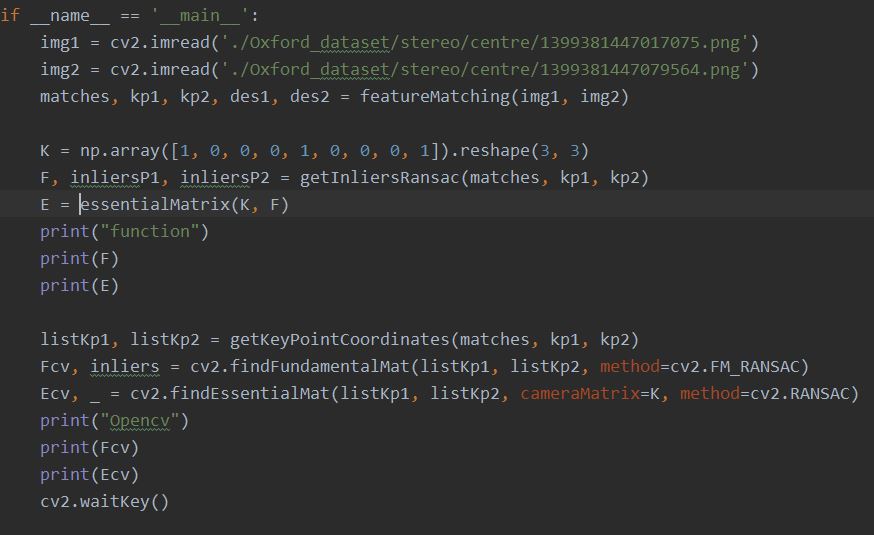 if __name__ == '__main__':
    img1 = cv2.imread('./Oxford_dataset/stereo/centre/1399381447017075.png')
    img2 = cv2.imread('./Oxford_dataset/stereo/centre/1399381447079564.png')
    matches, kp1, kp2, des1, des2 = featureMatching(img1, img2)

    K = np.array([1, 0, 0, 0, 1, 0, 0, 0, 1]).reshape(3, 3)
    F, inliersP1, inliersP2 = getInliersRansac(matches, kp1, kp2)
    E = essentialMatrix(K, F)
    print("function")
    print(F)
    print(E)

    listKp1, listKp2 = getKeyPointCoordinates(matches, kp1, kp2)
    Fcv, inliers = cv2.findFundamentalMat(listKp1, listKp2, method=cv2.FM_RANSAC)
    Ecv, _ = cv2.findEssentialMat(listKp1, listKp2, cameraMatrix=K, method=cv2.RANSAC)
    print("Opencv")
    print(Fcv)
    print(Ecv)
    cv2.waitKey()